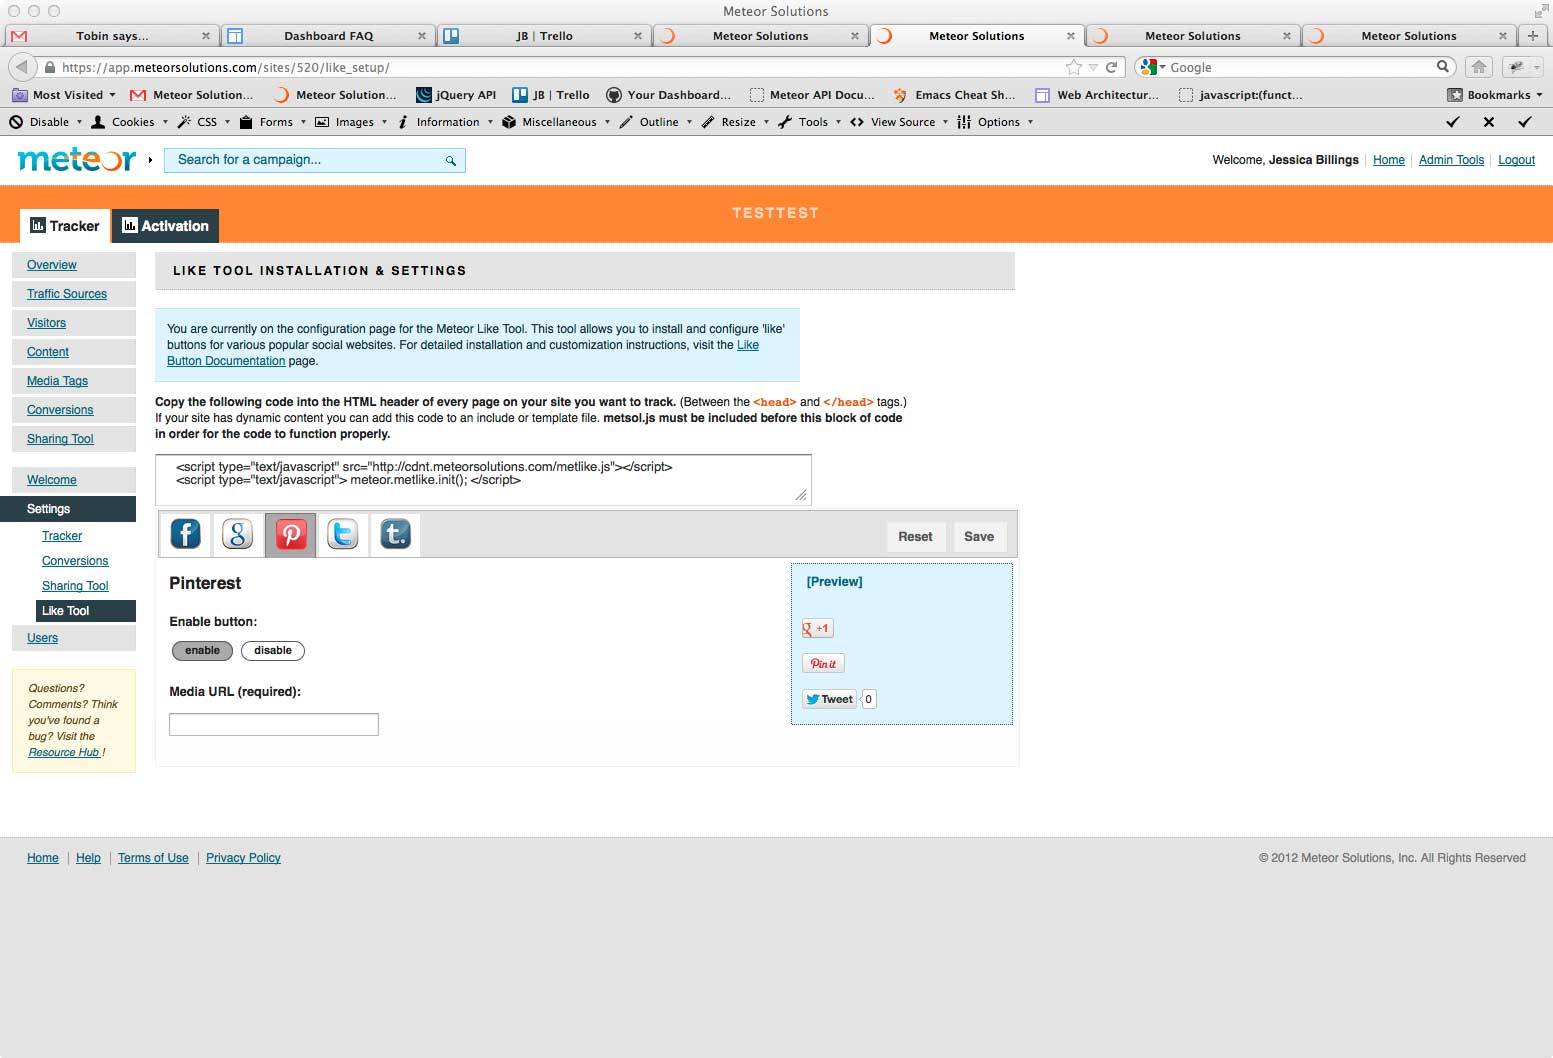 Meteor Solutions
Tobin says...
Dashboard FAQ
JB | Trello
Meteor Solutions
Meteor Solutions
Meteor Solutions
Meteor Solutions
https://app.meteorsolutions.com/sites/520/like_setup/
Google
Most Visited
Meteor Solution...
Meteor Solution...
jQuery API
JB | Trello
Your Dashboard...
Meteor API Docu...
Emacs Cheat Sh...
Web Architectur...
javascript:(funct...
Bookmarks
Disable
Cookies
CSS
Forms
Images
Information
Miscellaneous
Outline
Resize
Tools
View Source
Options
meteor
Search for a campaign...
Welcome, Jessica Billings
Home
Admin Tools
Logout
TESTTEST
Tracker
Activation
Overview
Traffic Sources
Visitors
Content
Media Tags
Conversions
Sharing Tool
Welcome
Settings
Tracker
Conversions
Sharing Tool
Like Tool
Users
Questions?
Comments? Think
you've found a
bug? Visit the
Resource Hub !
LIKE TOOL INSTALLATION & SETTINGS
You are currently on the configuration page for the Meteor Like Tool. This tool allows you to install and configure 'like'
buttons for various popular social websites. For detailed installation and customization instructions, visit the Like
Button Documentation page.
Copy the following code into the HTML header of every page on your site you want to track. (Between the <head> and </head> tags.)
If your site has dynamic content you can add this code to an include or template file. metsol.js must be included before this block of code
in order for the code to function properly.
<script type="text/javascript" src="http://cdnt.meteorsolutions.com/metlike.js"></script>
<script type="text/javascript"> meteor.metlike.init(); </script>
f
g
t
t.
Reset
Save
Pinterest
Enable button:
enable
disable
Media URL (required):
[Preview]
g +1
Pin it
Tweet
0
Home
Help
Terms of Use
Privacy Policy
© 2012 Meteor Solutions, Inc. All Rights Reserved